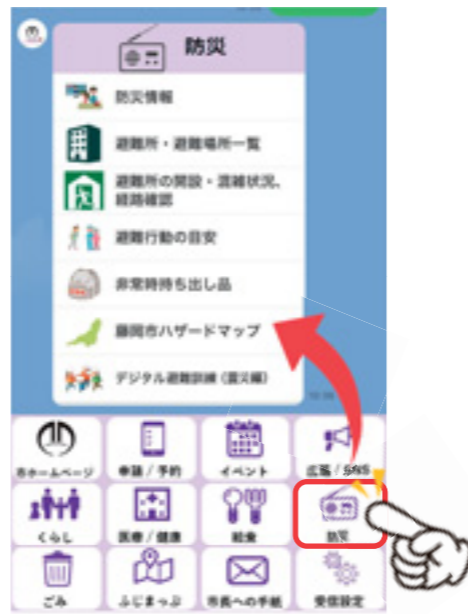 防災
防災情報
避難所・避難場所一覧
避難所の開設・混雑状況、
経路確認
避難行動の目安
非常時持ち出し品
藤岡市ハザードマップ
デジタル避難訓練(震災編)
市ホームページ
申請/予約
イベント
広報/SNS
くらし
医療/健康
給食
防災
ごみ
ふじまっぷ
市長への手紙
受信設定